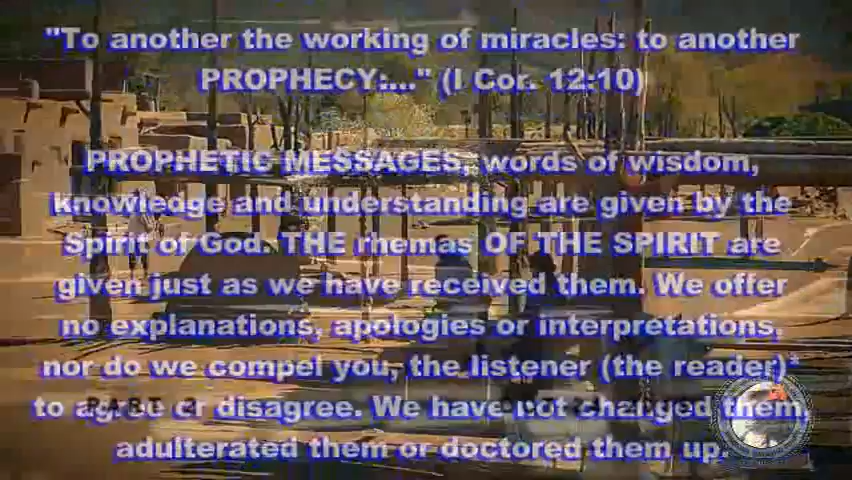 "To another the working of miracles: to another
PROPHECY:..." (I Cor. 12:10)
PROPHETIC MESSAGES, words of wisdom,
knowledge and understanding are given by the
Spirit of God. THE rhemas OF THE SPIRIT are
given just as we have received them. We offer
no explanations, apologies or interpretations,
nor do we compel you, the listener (the reader)*
to agree or disagree. We have not changed them,
adulterated them or doctored them up.
PART 2